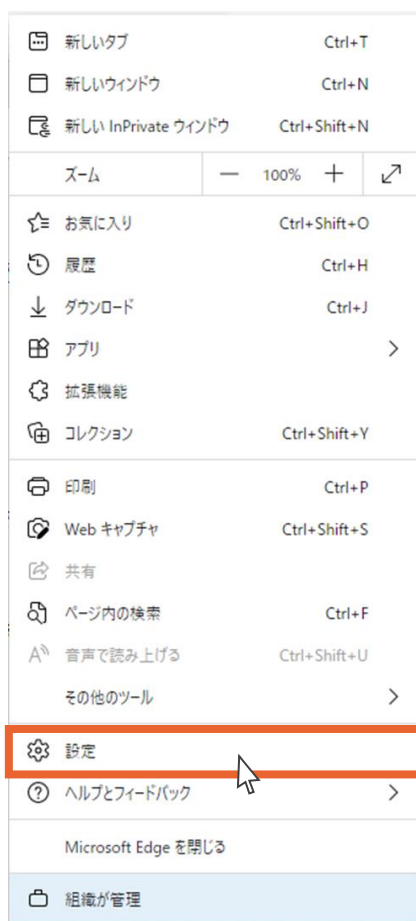 新しいタブ Ctrl+T
新しいウィンドウ Ctrl+N
新しい InPrivate ウィンドウ Ctrl+Shift+N
ズーム — 100% +
お気に入り Ctrl+Shift+O
履歴 Ctrl+H
ダウンロード Ctrl+J
アプリ
拡張機能
コレクション Ctrl+Shift+Y
印刷 Ctrl+P
Web キャプチャ Ctrl+Shift+S
共有
ページ内の検索 Ctrl+F
音声で読み上げる Ctrl+Shift+U
その他のツール
設定
ヘルプとフィードバック
Microsoft Edge を閉じる
組織が管理